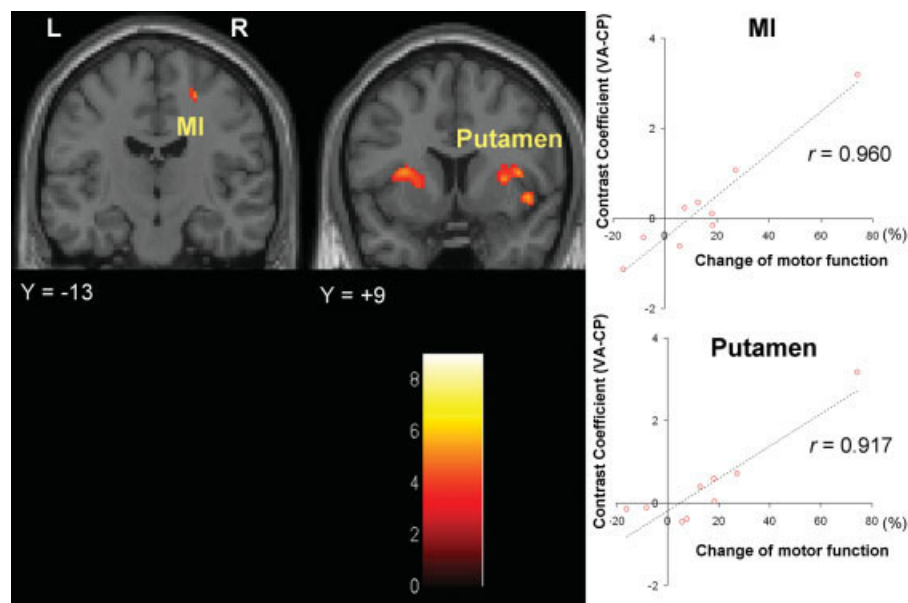 L R
MI
Putamen
Y = -13
Y = +9
8
6
4
2
0
MI
Contrast Coefficient (VA-CP)
4
2
0
-2
-20 0 20 40 60 80 (%)
r = 0.960
Change of motor function
Putamen
Contrast Coefficient (VA-CP)
4
2
0
-2
-20 0 20 40 60 80 (%)
r = 0.917
Change of motor function